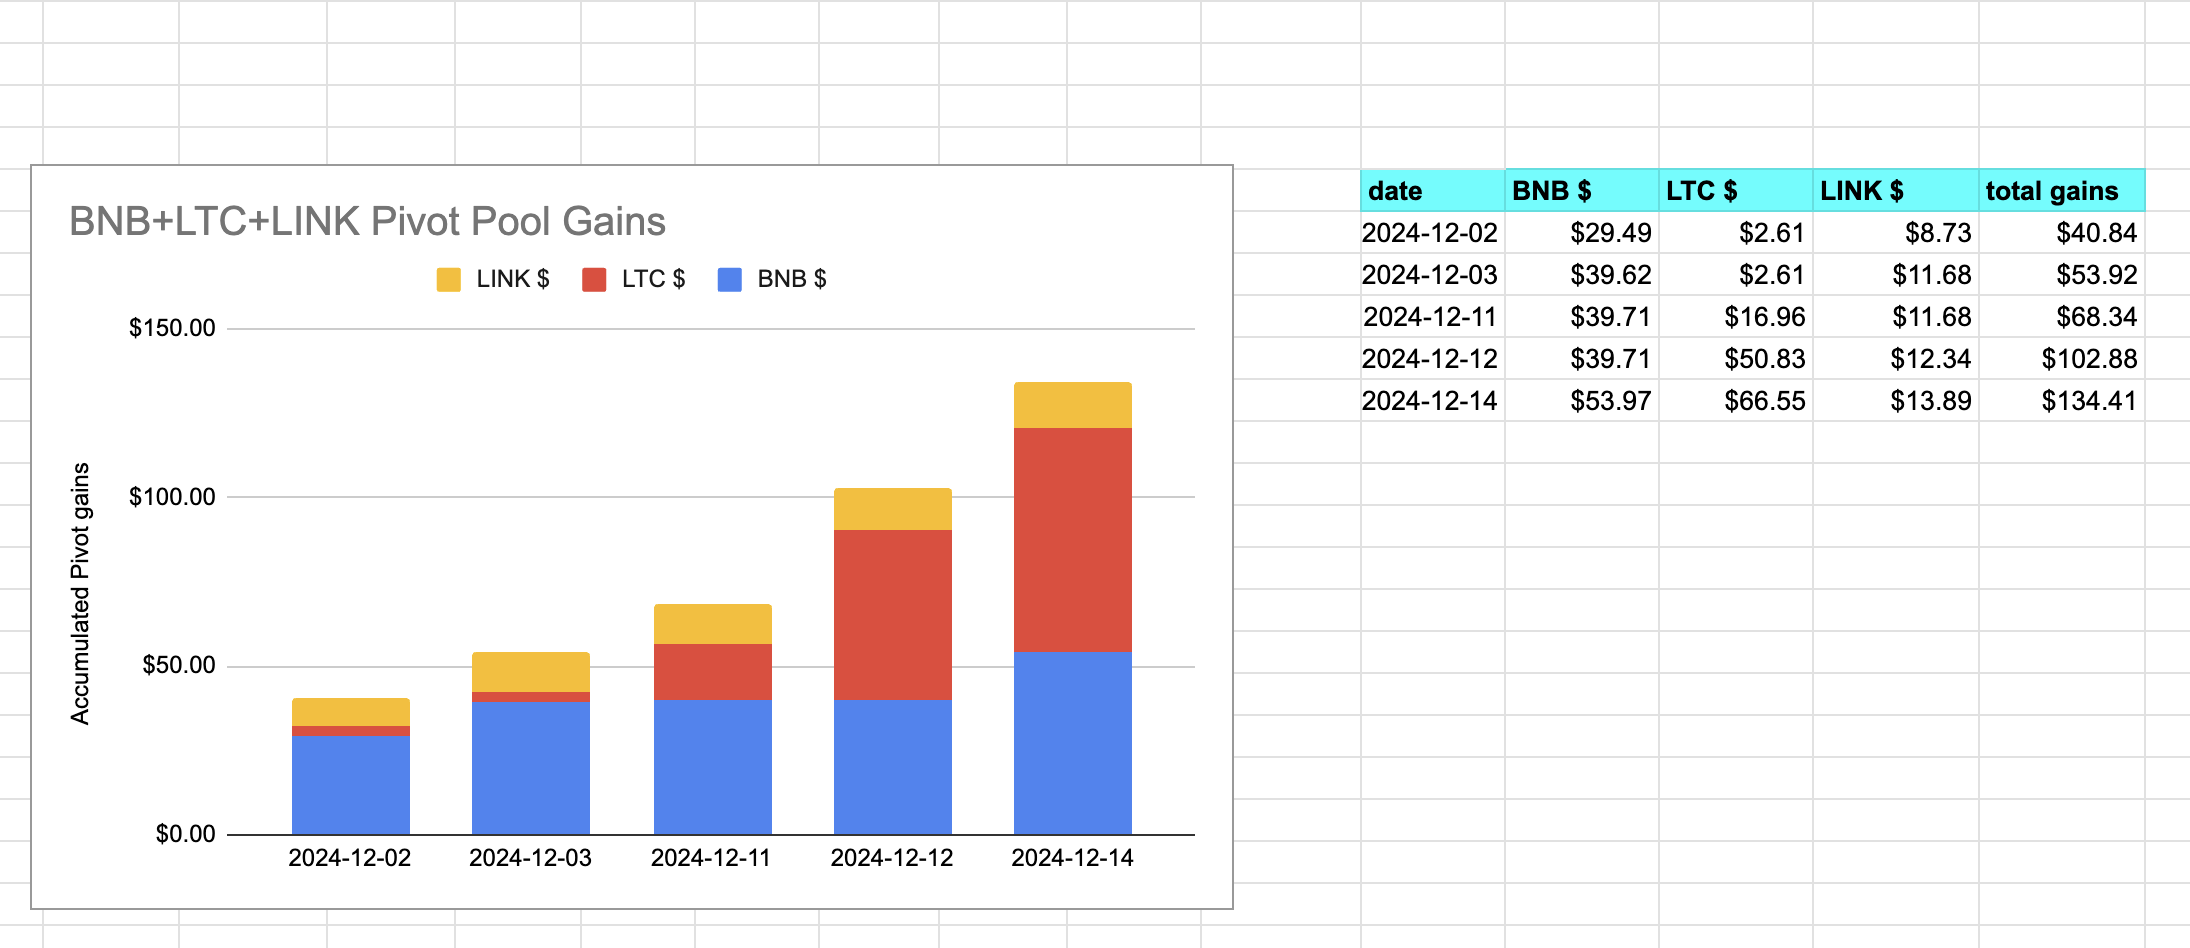 BNB+LTC+LINK Pivot Pool Gains
LINK $ LTC $ BNB $
Accumulated Pivot gains
$150.00
$100.00
$50.00
$0.00
2024-12-02 2024-12-03 2024-12-11 2024-12-12 2024-12-14
date BNB $ LTC $ LINK $ total gains
2024-12-02 $29.49 $2.61 $8.73 $40.84
2024-12-03 $39.62 $2.61 $11.68 $53.92
2024-12-11 $39.71 $16.96 $11.68 $68.34
2024-12-12 $39.71 $50.83 $12.34 $102.88
2024-12-14 $53.97 $66.55 $13.89 $134.41